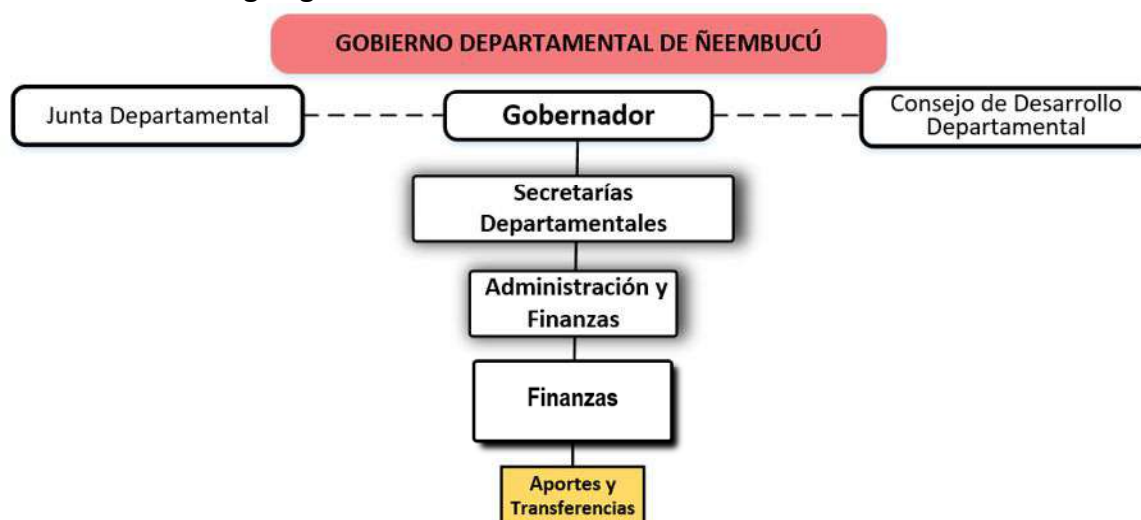 GOBIERNO DEPARTAMENTAL DE ÑEEMBUCÚ
Junta Departamental
Gobernador
Consejo de Desarrollo
Departamental
Secretarías
Departamentales
Administración y
Finanzas
Finanzas
Aportes y
Transferencias